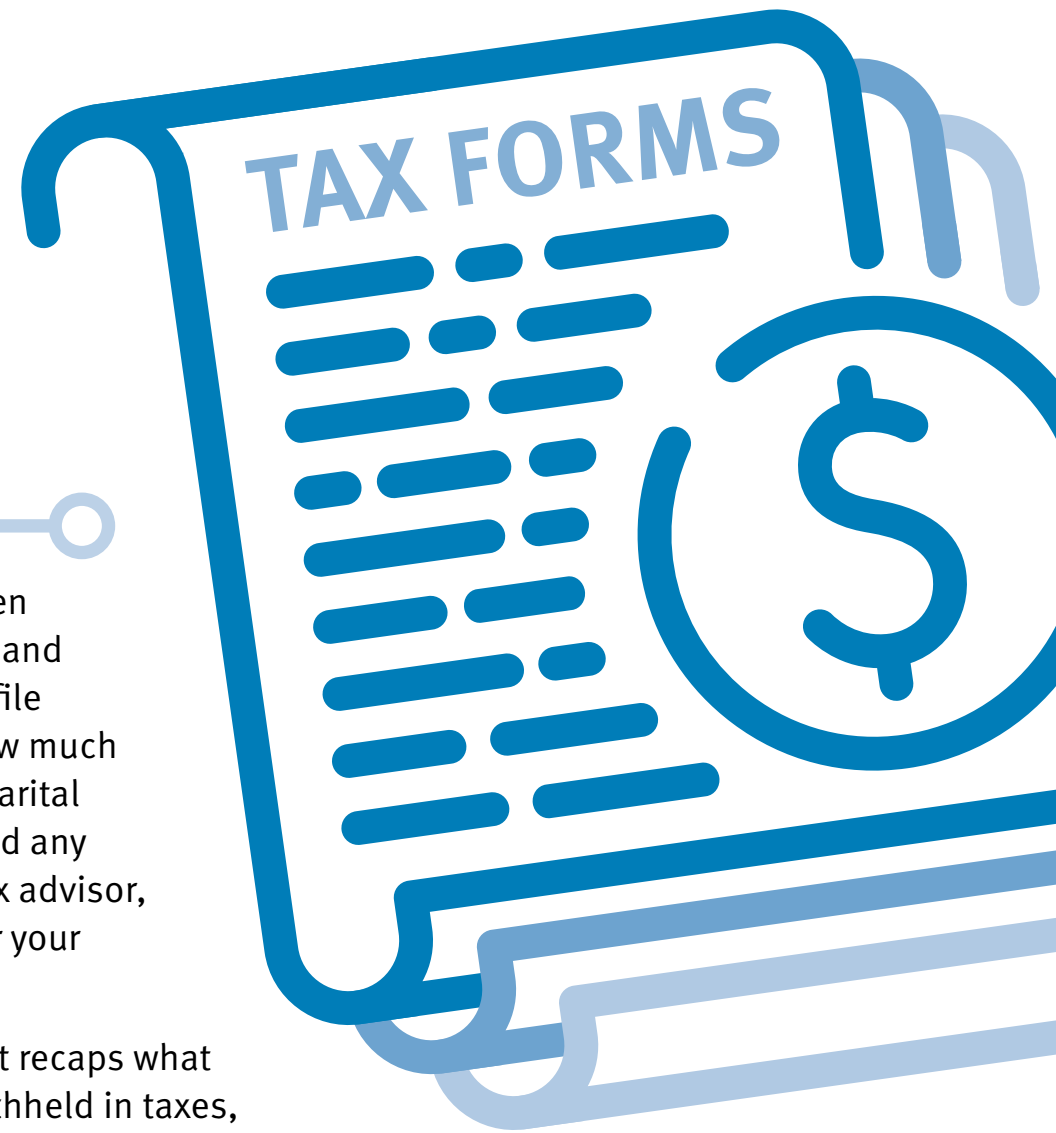 TAX FORMS
$
en
and
file
w much
arital
d any
x advisor,
r your
t recaps what
thheld in taxes,